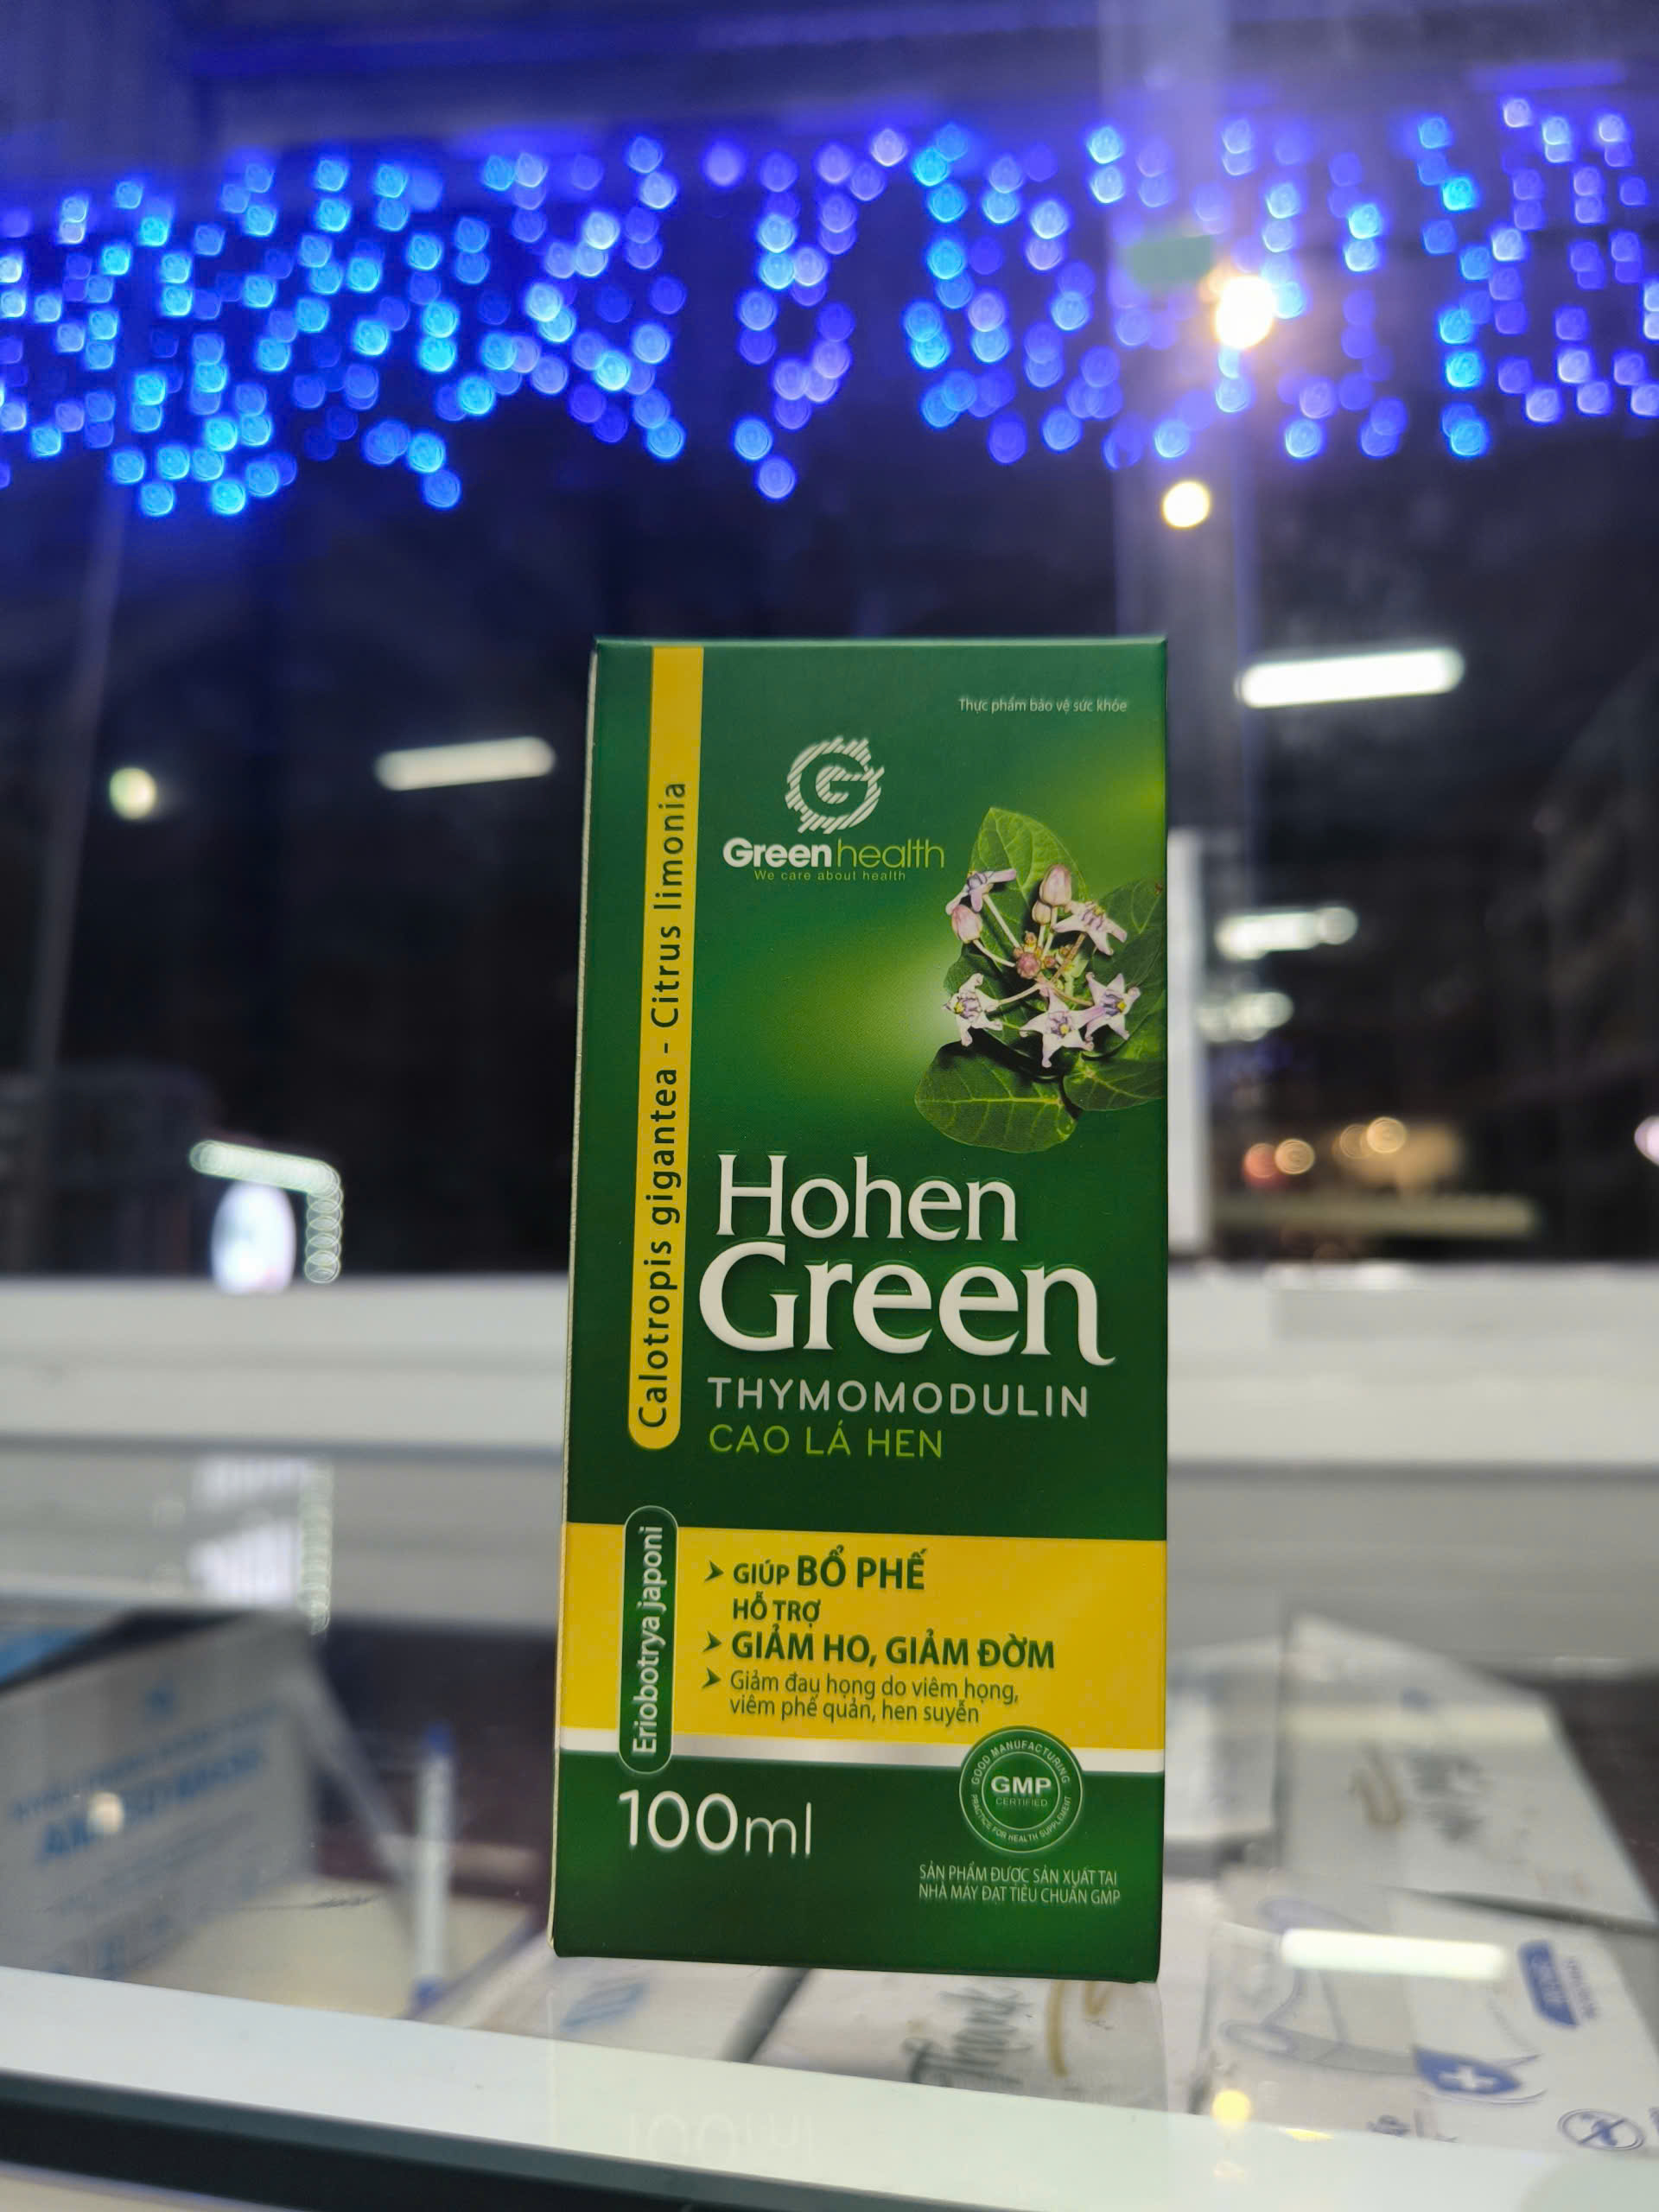 Thực phẩm bảo vệ sức khỏe
G
Greenhealth
We care about health
Calotropis gigantea - Citrus limonia
Hohen
Green
THYMOMODULIN
CAO LÁ HEN
Eriobotrya japoni
➤ GIÚP BỔ PHẾ
HỖ TRỢ
➤ GIẢM HO, GIẢM ĐỜM
➤ Giảm đau họng do viêm họng,
viêm phế quản, hen suyễn
100ml
GOOD MANUFACTURING
GMP
CERTIFIED
PRACTICE FOR HEALTH SUPPLEMENT
SẢN PHẨM ĐƯỢC SẢN XUẤT TẠI
NHÀ MÁY ĐẠT TIÊU CHUẨN GMP
Thank